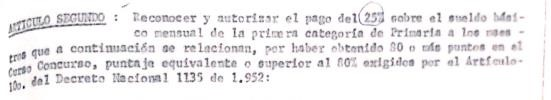 ARTICULO SEGUNDO : Reconocer y autorizar el pago del 25% sobre el sueldo bási-
co mensual de la primera categoría de Primaria a los maes -
tros que a continuación se relacionan, por haber obtenido 80 o más puntos en el
Curso Concurso, puntaje equivalente o superior al 80% exigidos por el Artículo-
10o. del Decreto Nacional 1135 de 1.952: